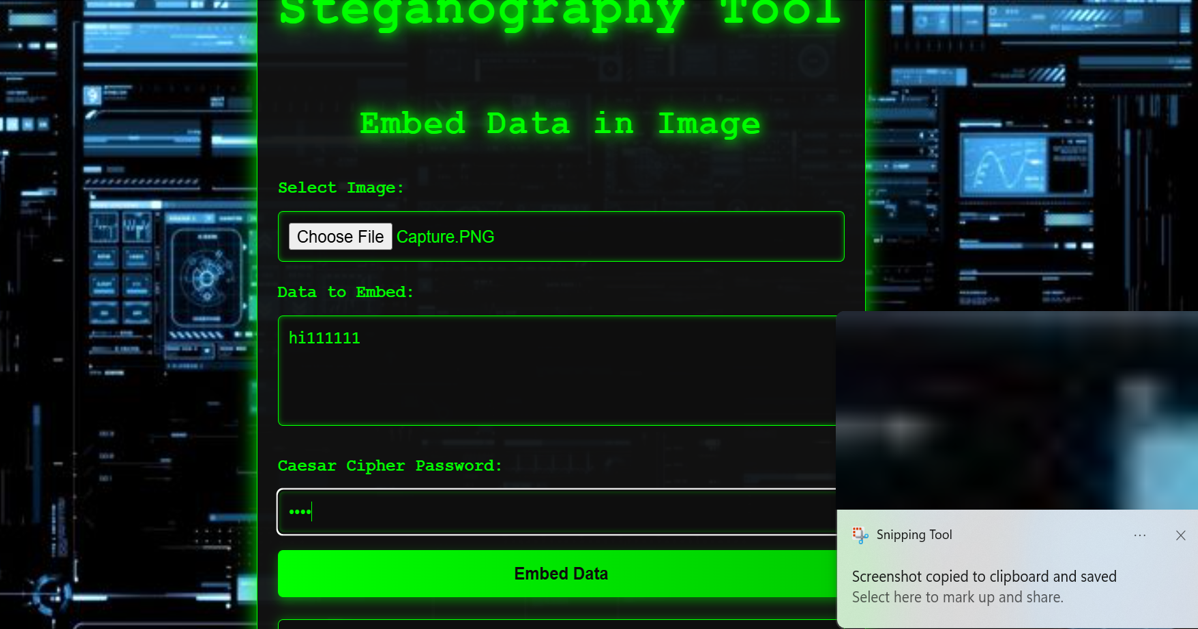 Steganography Tool
Embed Data in Image
Select Image:
Choose File Capture.PNG
Data to Embed:
hi111111
Caesar Cipher Password:
••••
Embed Data
Snipping Tool
Screenshot copied to clipboard and saved
Select here to mark up and share.